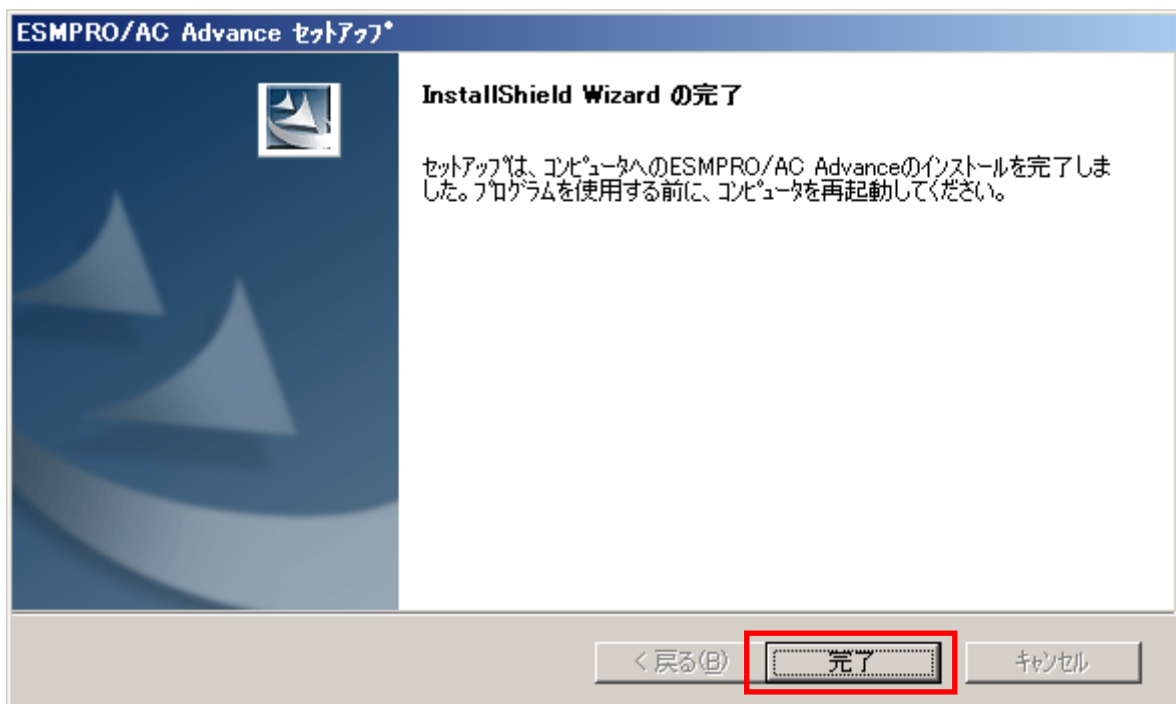 ESMPRO/AC Advance ｾｯﾄｱｯﾌﾟ
InstallShield Wizard の完了
ｾｯﾄｱｯﾌﾟは、ｺﾝﾋﾟｭｰﾀへのESMPRO/AC Advanceのｲﾝｽﾄｰﾙを完了しま
した。ﾌﾟﾛｸﾞﾗﾑを使用する前に、ｺﾝﾋﾟｭｰﾀを再起動してください。
< 戻る(B) 完了 ｷｬﾝｾﾙ